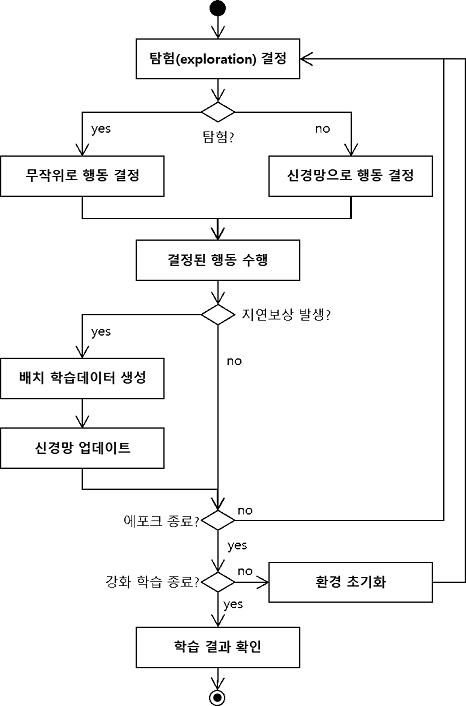 탐험(exploration) 결정
yes
탐험?
no
무작위로 행동 결정
신경망으로 행동 결정
결정된 행동 수행
지연보상 발생?
yes
no
배치 학습데이터 생성
신경망 업데이트
에포크 종료?
no
yes
강화 학습 종료?
no
환경 초기화
yes
학습 결과 확인